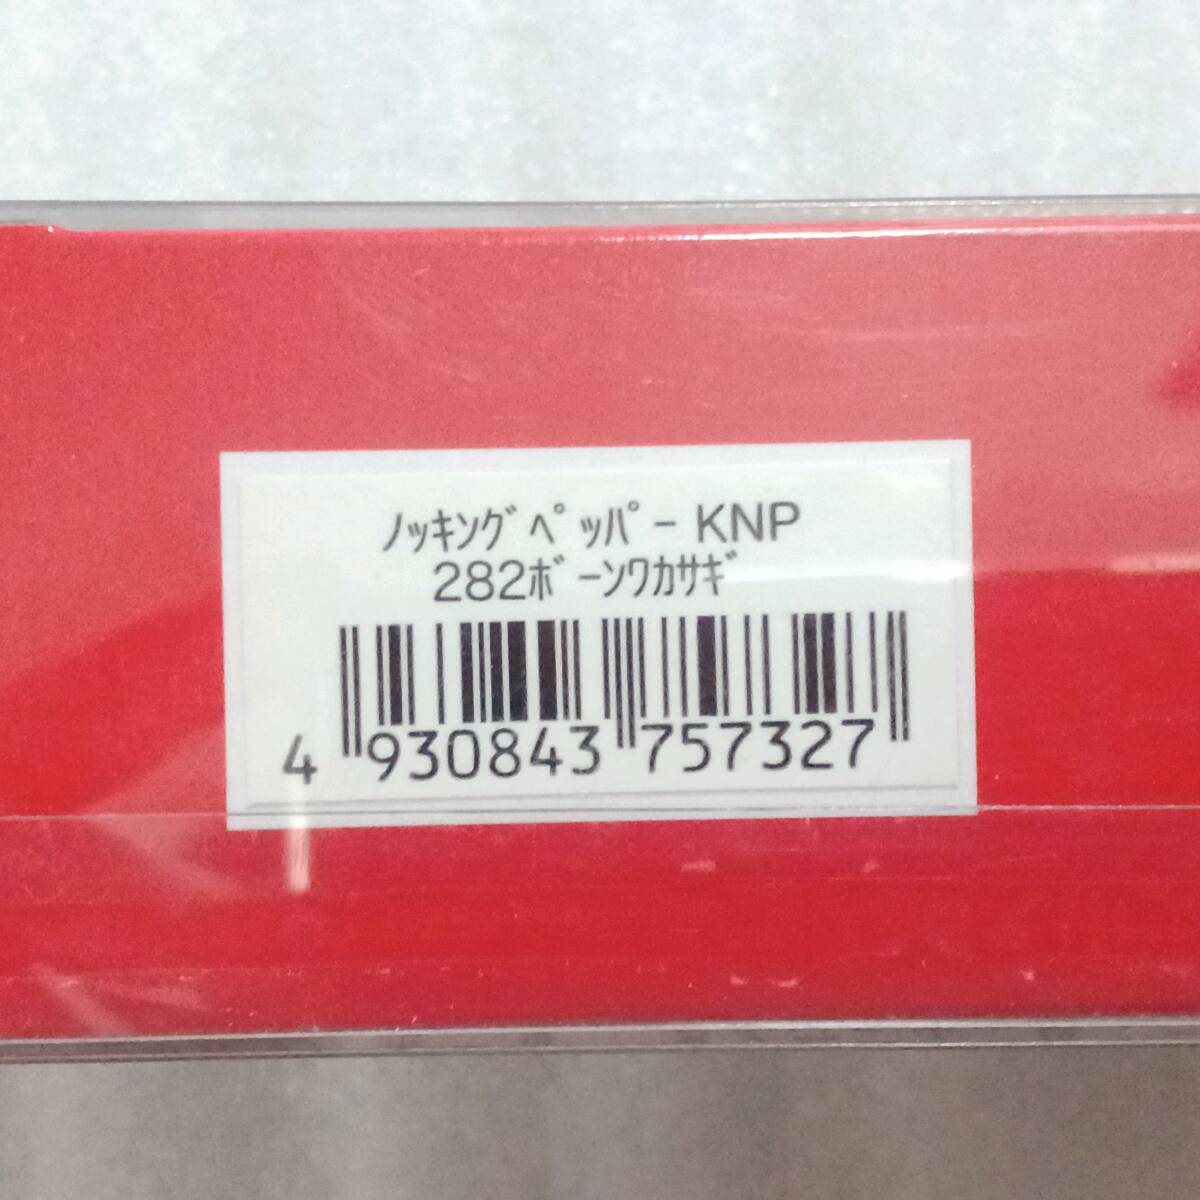 ﾉｯｷﾝｸﾞﾍﾟｯﾊﾟｰ KNP
282ﾎﾞｰﾝﾜｶｻｷﾞ
4 930843 757327